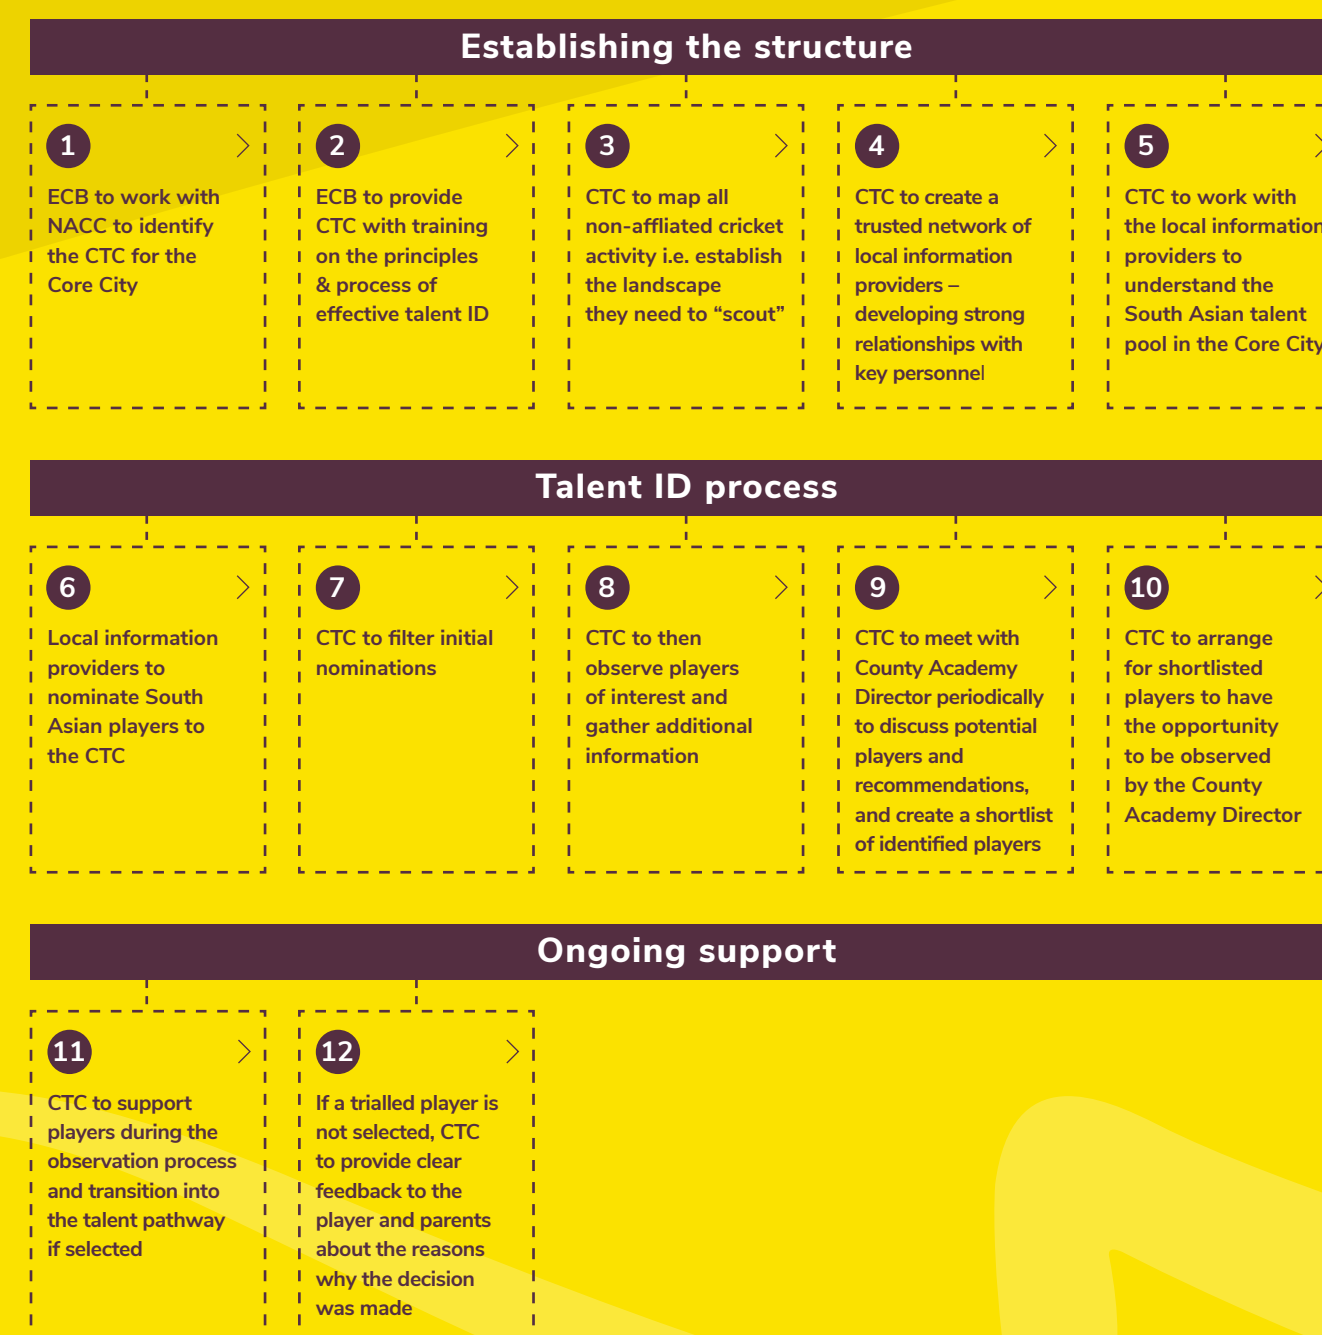 Establishing the structure
1
ECB to work with
NACC to identify
the CTC for the
Core City
2
ECB to provide
CTC with training
on the principles
& process of
effective talent ID
3
CTC to map all
non-affliated cricket
activity i.e. establish
the landscape
they need to “scout”
4
CTC to create a
trusted network of
local information
providers –
developing strong
relationships with
key personnel
5
CTC to work with
the local information
providers to
understand the
South Asian talent
pool in the Core City
Talent ID process
6
Local information
providers to
nominate South
Asian players to
the CTC
7
CTC to filter initial
nominations
8
CTC to then
observe players
of interest and
gather additional
information
9
CTC to meet with
County Academy
Director periodically
to discuss potential
players and
recommendations,
and create a shortlist
of identified players
10
CTC to arrange
for shortlisted
players to have
the opportunity
to be observed
by the County
Academy Director
Ongoing support
11
CTC to support
players during the
observation process
and transition into
the talent pathway
if selected
12
If a trialled player is
not selected, CTC
to provide clear
feedback to the
player and parents
about the reasons
why the decision
was made